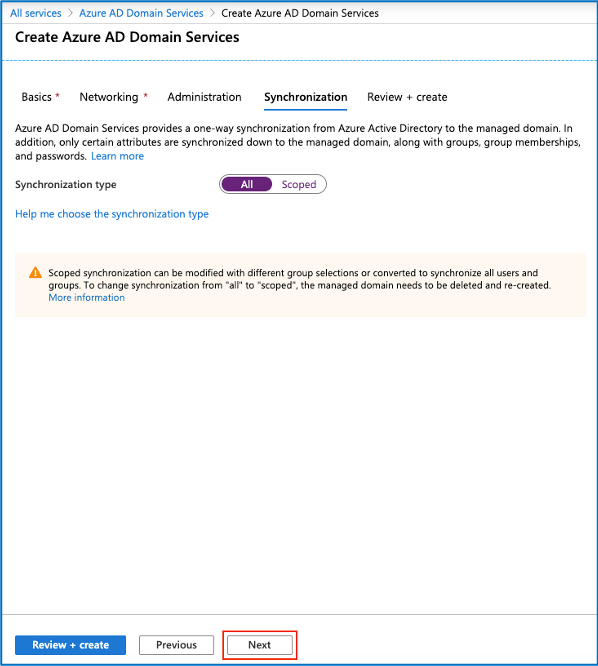 All services > Azure AD Domain Services > Create Azure AD Domain Services
Create Azure AD Domain Services
Basics * Networking * Administration Synchronization Review + create
Azure AD Domain Services provides a one-way synchronization from Azure Active Directory to the managed domain. In
addition, only certain attributes are synchronized down to the managed domain, along with groups, group memberships,
and passwords. Learn more
Synchronization type All Scoped
Help me choose the synchronization type
Scoped synchronization can be modified with different group selections or converted to synchronize all users and
groups. To change synchronization from "all" to "scoped", the managed domain needs to be deleted and re-created.
More information
Review + create Previous Next